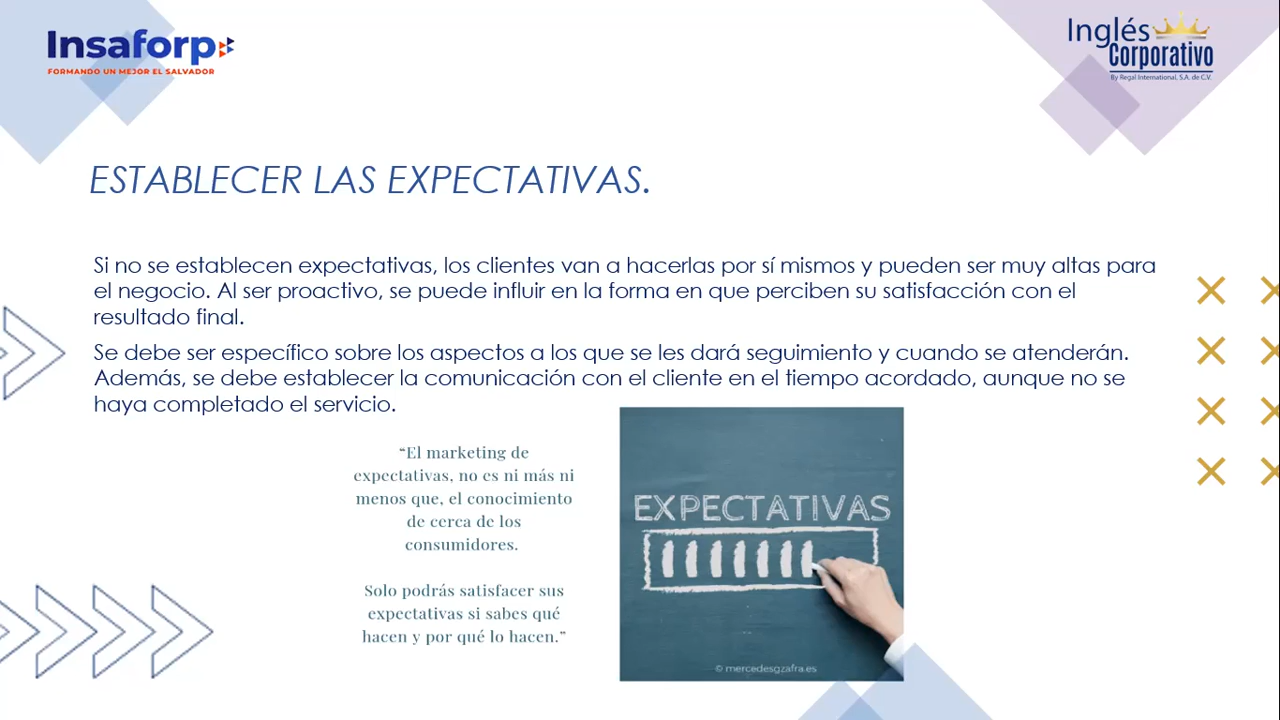 Insaforp
FORMANDO UN MEJOR EL SALVADOR
Inglés
Corporativo
By Regal International, S.A. de C.V.
ESTABLECER LAS EXPECTATIVAS.
Si no se establecen expectativas, los clientes van a hacerlas por sí mismos y pueden ser muy altas para
el negocio. Al ser proactivo, se puede influir en la forma en que perciben su satisfacción con el
resultado final.
Se debe ser específico sobre los aspectos a los que se les dará seguimiento y cuando se atenderán.
Además, se debe establecer la comunicación con el cliente en el tiempo acordado, aunque no se
haya completado el servicio.
“El marketing de
expectativas, no es ni más ni
menos que, el conocimiento
de cerca de los
consumidores.
Solo podrás satisfacer sus
expectativas si sabes qué
hacen y por qué lo hacen.”
EXPECTATIVAS
© mercedesgzafra.es